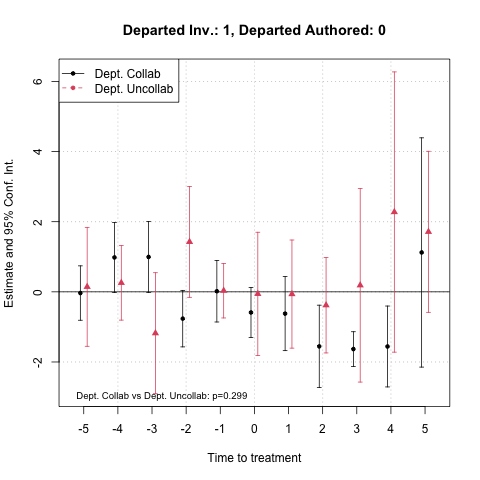 Departed Inv.: 1, Departed Authored: 0
Dept. Collab
Dept. Uncollab
Estimate and 95% Conf. Int.
6
4
2
0
-2
Dept. Collab vs Dept. Uncollab: p=0.299
-5 -4 -3 -2 -1 0 1 2 3 4 5
Time to treatment